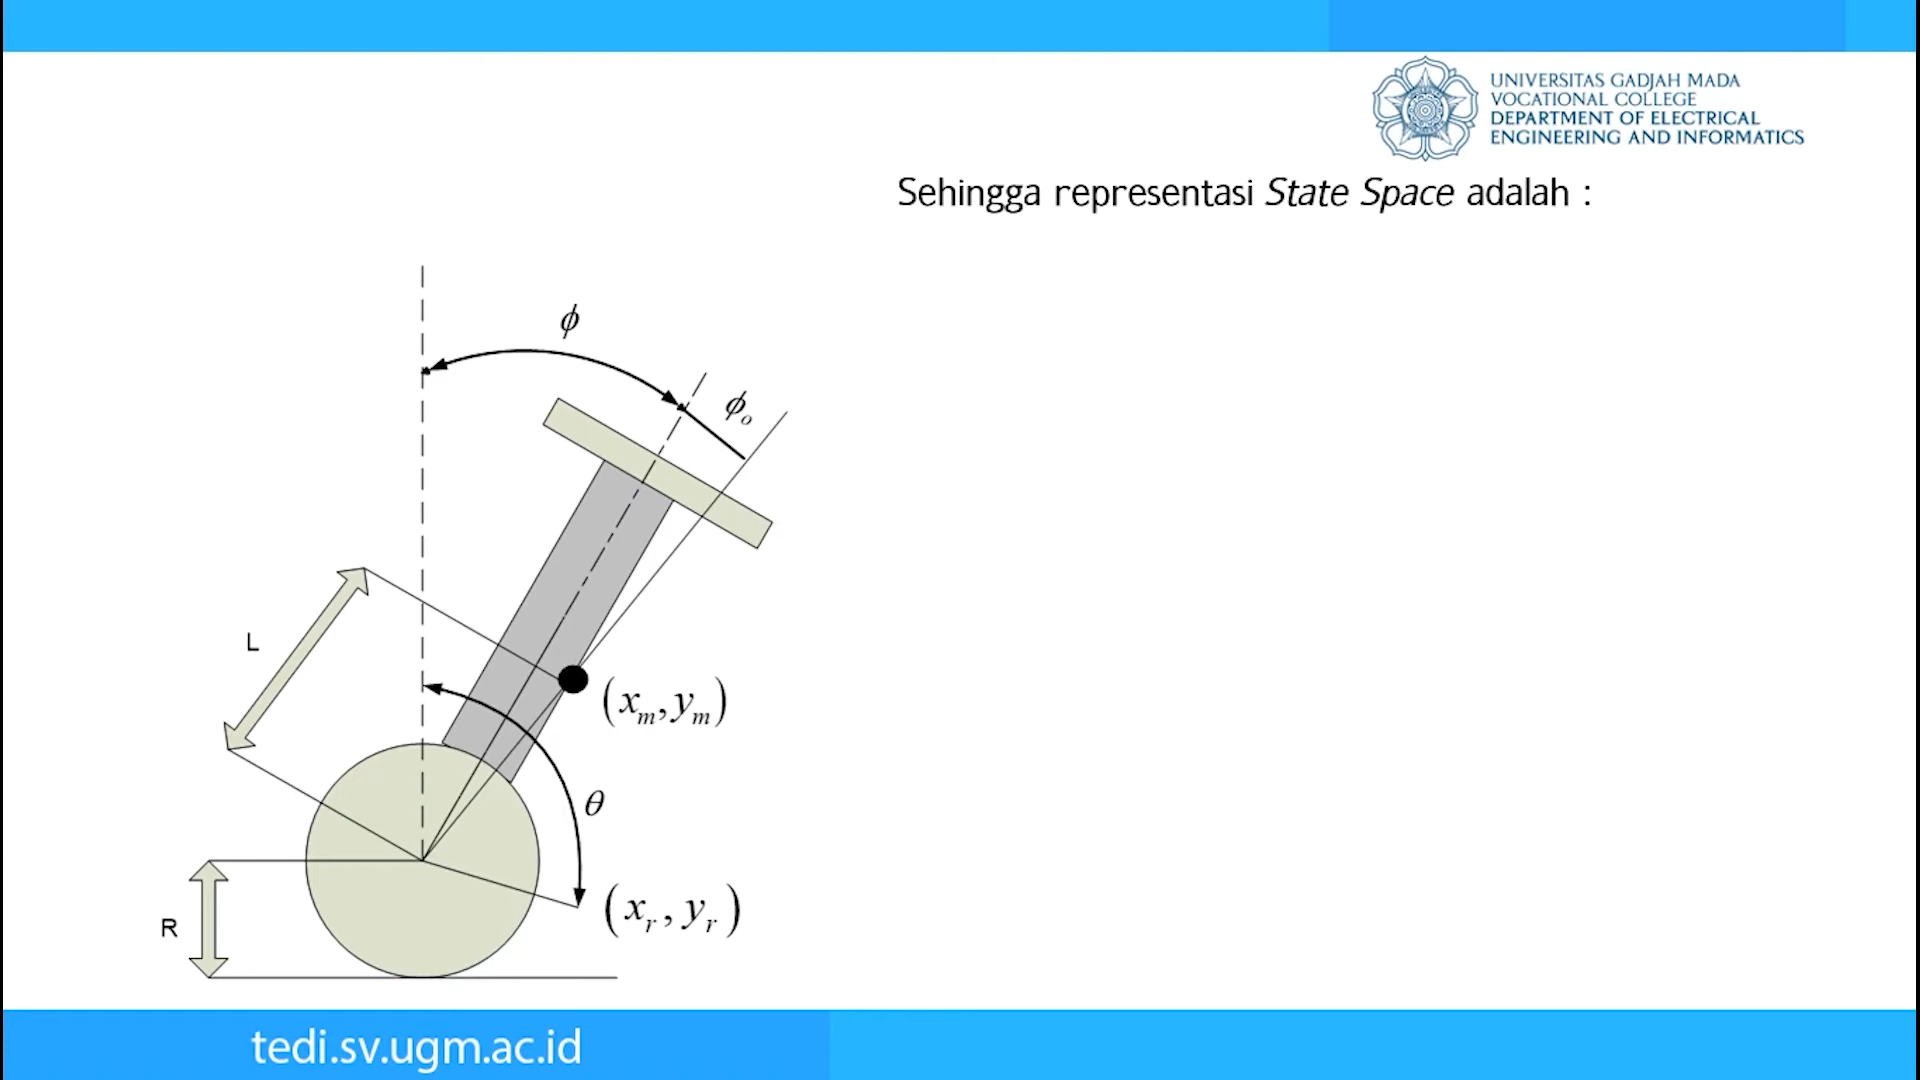 UNIVERSITAS GADJAH MADA
VOCATIONAL COLLEGE
DEPARTMENT OF ELECTRICAL
ENGINEERING AND INFORMATICS
Sehingga representasi State Space adalah :
ϕ
ϕₒ
L
(xₘ, yₘ)
θ
R
(xᵣ, yᵣ)
tedi.sv.ugm.ac.id